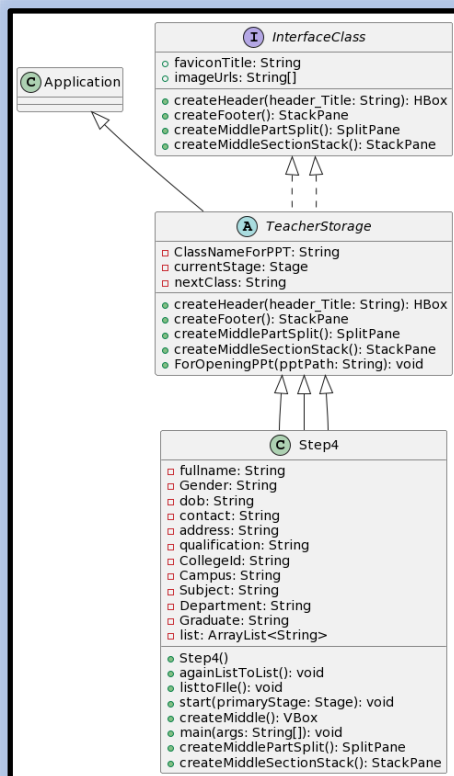 I InterfaceClass
faviconTitle: String
imageUrls: String[]
createHeader(header_Title: String): HBox
createFooter(): StackPane
createMiddlePartSplit(): SplitPane
createMiddleSectionStack(): StackPane
C Application
A TeacherStorage
ClassNameForPPT: String
currentStage: Stage
nextClass: String
createHeader(header_Title: String): HBox
createFooter(): StackPane
createMiddlePartSplit(): SplitPane
createMiddleSectionStack(): StackPane
ForOpeningPPt(pptPath: String): void
C Step4
fullname: String
Gender: String
dob: String
contact: String
address: String
qualification: String
CollegeId: String
Campus: String
Subject: String
Department: String
Graduate: String
list: ArrayList<String>
Step4()
againListToList(): void
listtoFIle(): void
start(primaryStage: Stage): void
createMiddle(): VBox
main(args: String[]): void
createMiddlePartSplit(): SplitPane
createMiddleSectionStack(): StackPane